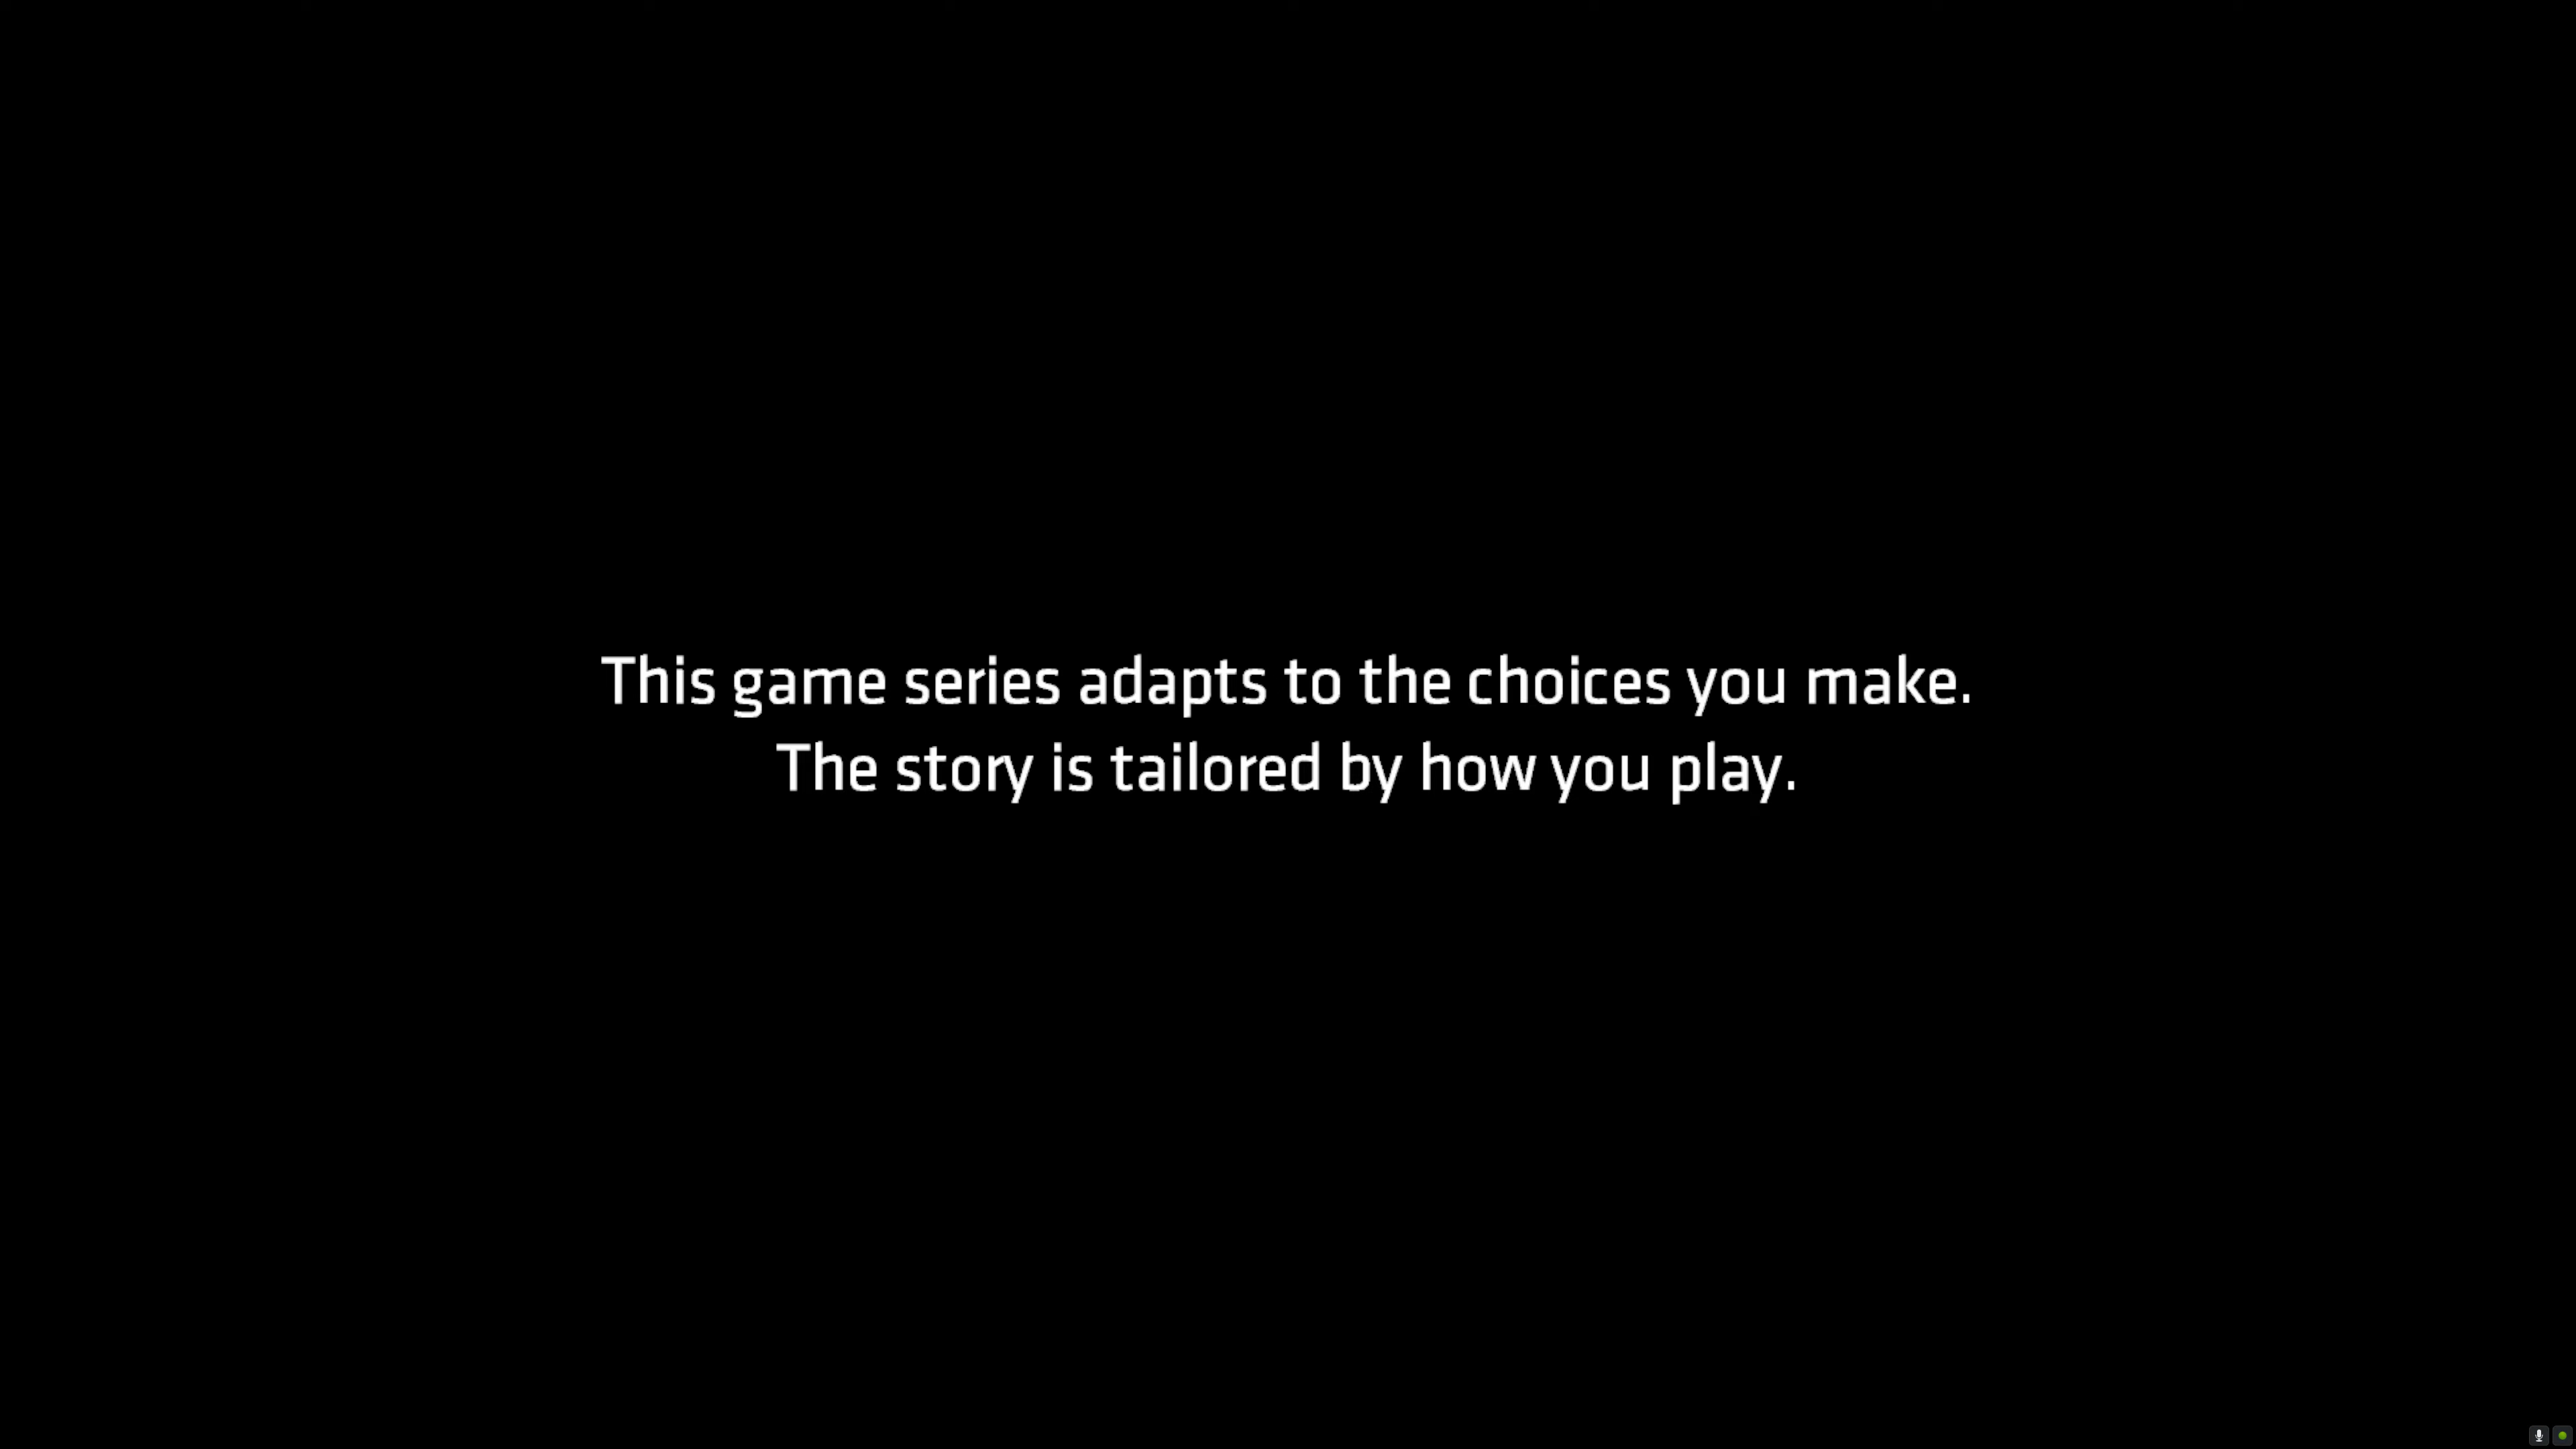 This game series adapts to the choices you make.
The story is tailored by how you play.